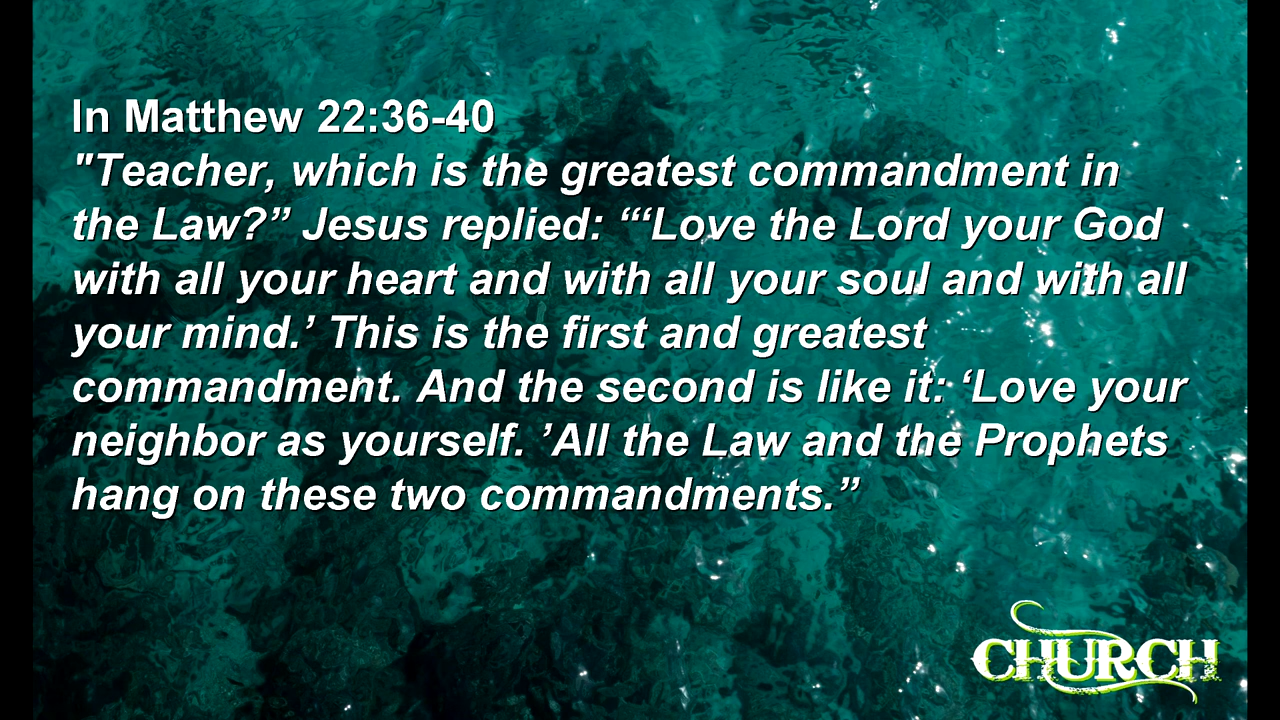 In Matthew 22:36-40
"Teacher, which is the greatest commandment in
the Law?” Jesus replied: “‘Love the Lord your God
with all your heart and with all your soul and with all
your mind.’ This is the first and greatest
commandment. And the second is like it: ‘Love your
neighbor as yourself. ’All the Law and the Prophets
hang on these two commandments.”
CHURCH